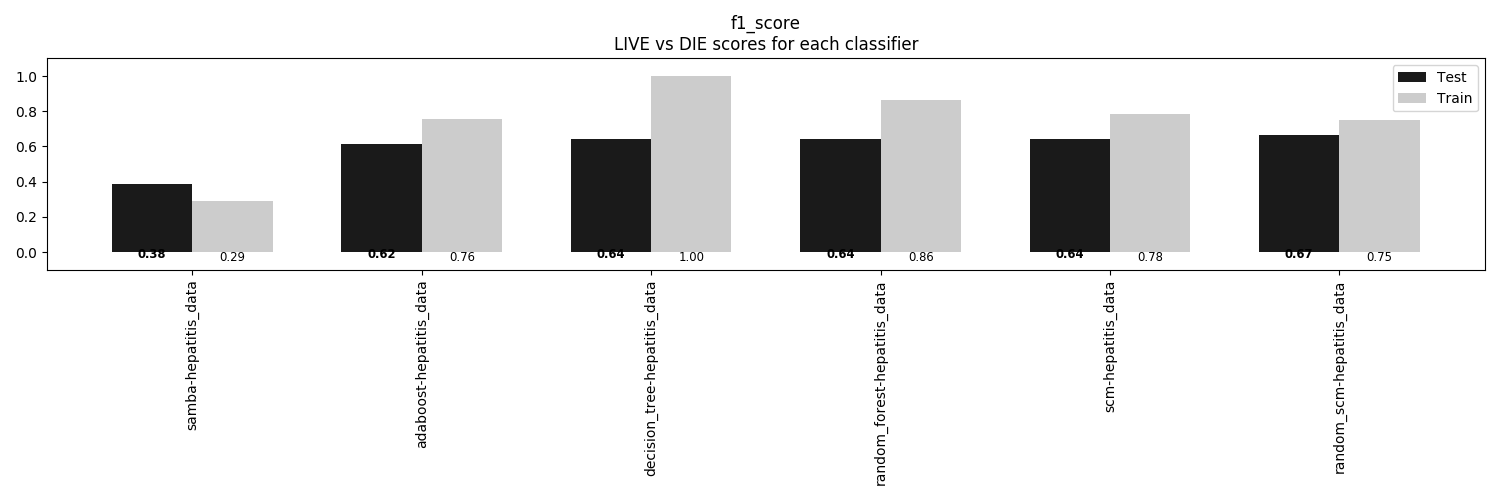 f1_score
LIVE vs DIE scores for each classifier
Test
Train
1.0
0.8
0.6
0.4
0.2
0.0
0.38 0.29 0.62 0.76 0.64 1.00 0.64 0.86 0.64 0.78 0.67 0.75
samba-hepatitis_data
adaboost-hepatitis_data
decision_tree-hepatitis_data
random_forest-hepatitis_data
scm-hepatitis_data
random_scm-hepatitis_data